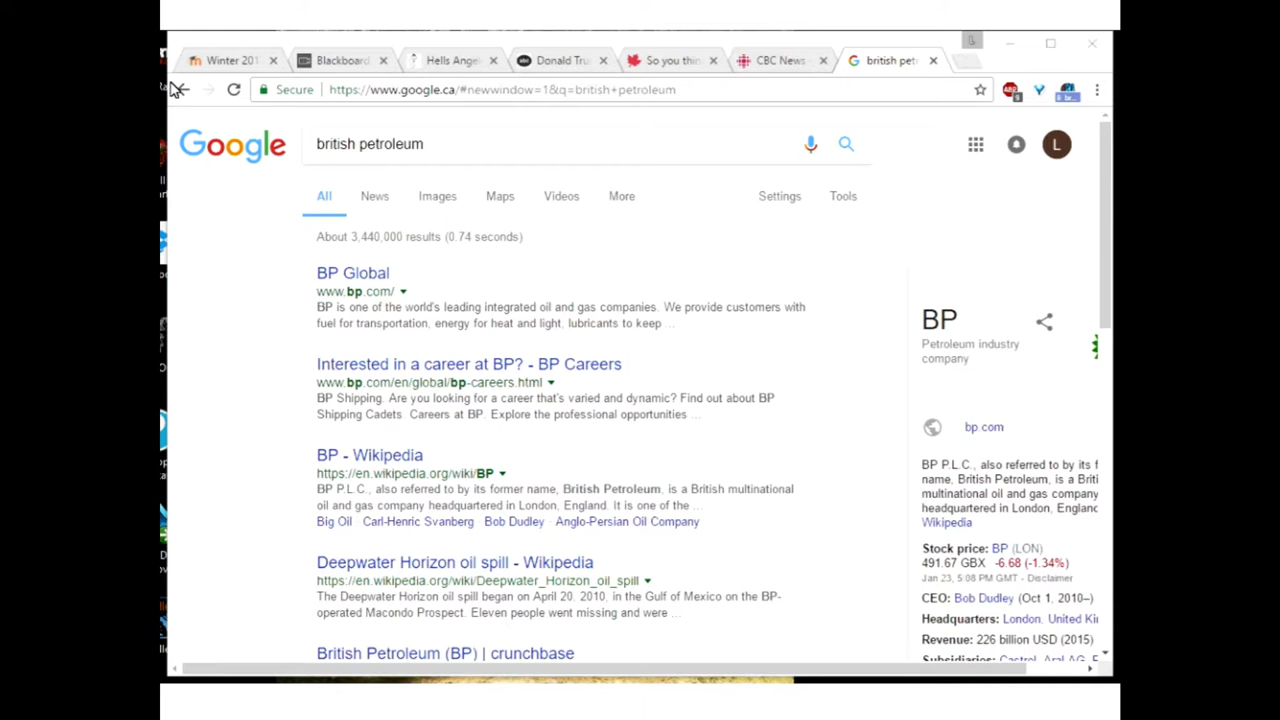 Winter 201
Blackboard
Hells Angel
Donald Tru
So you thin
CBC News
british petr
Secure
https://www.google.ca/#newwindow=1&q=british+petroleum
Google
british petroleum
L
All
News
Images
Maps
Videos
More
Settings
Tools
About 3,440,000 results (0.74 seconds)
BP Global
www.bp.com/
BP is one of the world's leading integrated oil and gas companies. We provide customers with
fuel for transportation, energy for heat and light, lubricants to keep ...
Interested in a career at BP? - BP Careers
www.bp.com/en/global/bp-careers.html
BP Shipping. Are you looking for a career that's varied and dynamic? Find out about BP
Shipping Cadets  Careers at BP. Explore the professional opportunities ...
BP - Wikipedia
https://en.wikipedia.org/wiki/BP
BP P.L.C., also referred to by its former name, British Petroleum, is a British multinational
oil and gas company headquartered in London, England. It is one of the ...
Big Oil · Carl-Henric Svanberg · Bob Dudley · Anglo-Persian Oil Company
Deepwater Horizon oil spill - Wikipedia
https://en.wikipedia.org/wiki/Deepwater_Horizon_oil_spill
The Deepwater Horizon oil spill began on April 20, 2010, in the Gulf of Mexico on the BP-
operated Macondo Prospect. Eleven people went missing and were ...
British Petroleum (BP) | crunchbase
BP
Petroleum industry
company
bp.com
BP P.L.C., also referred to by its f
name, British Petroleum, is a Briti
multinational oil and gas company
headquartered in London, England
Wikipedia
Stock price: BP (LON)
491.67 GBX -6.68 (-1.34%)
Jan 23, 5:08 PM GMT - Disclaimer
CEO: Bob Dudley (Oct 1, 2010–)
Headquarters: London, United Ki
Revenue: 226 billion USD (2015)
Subsidiaries: Castrol, Aral AG,